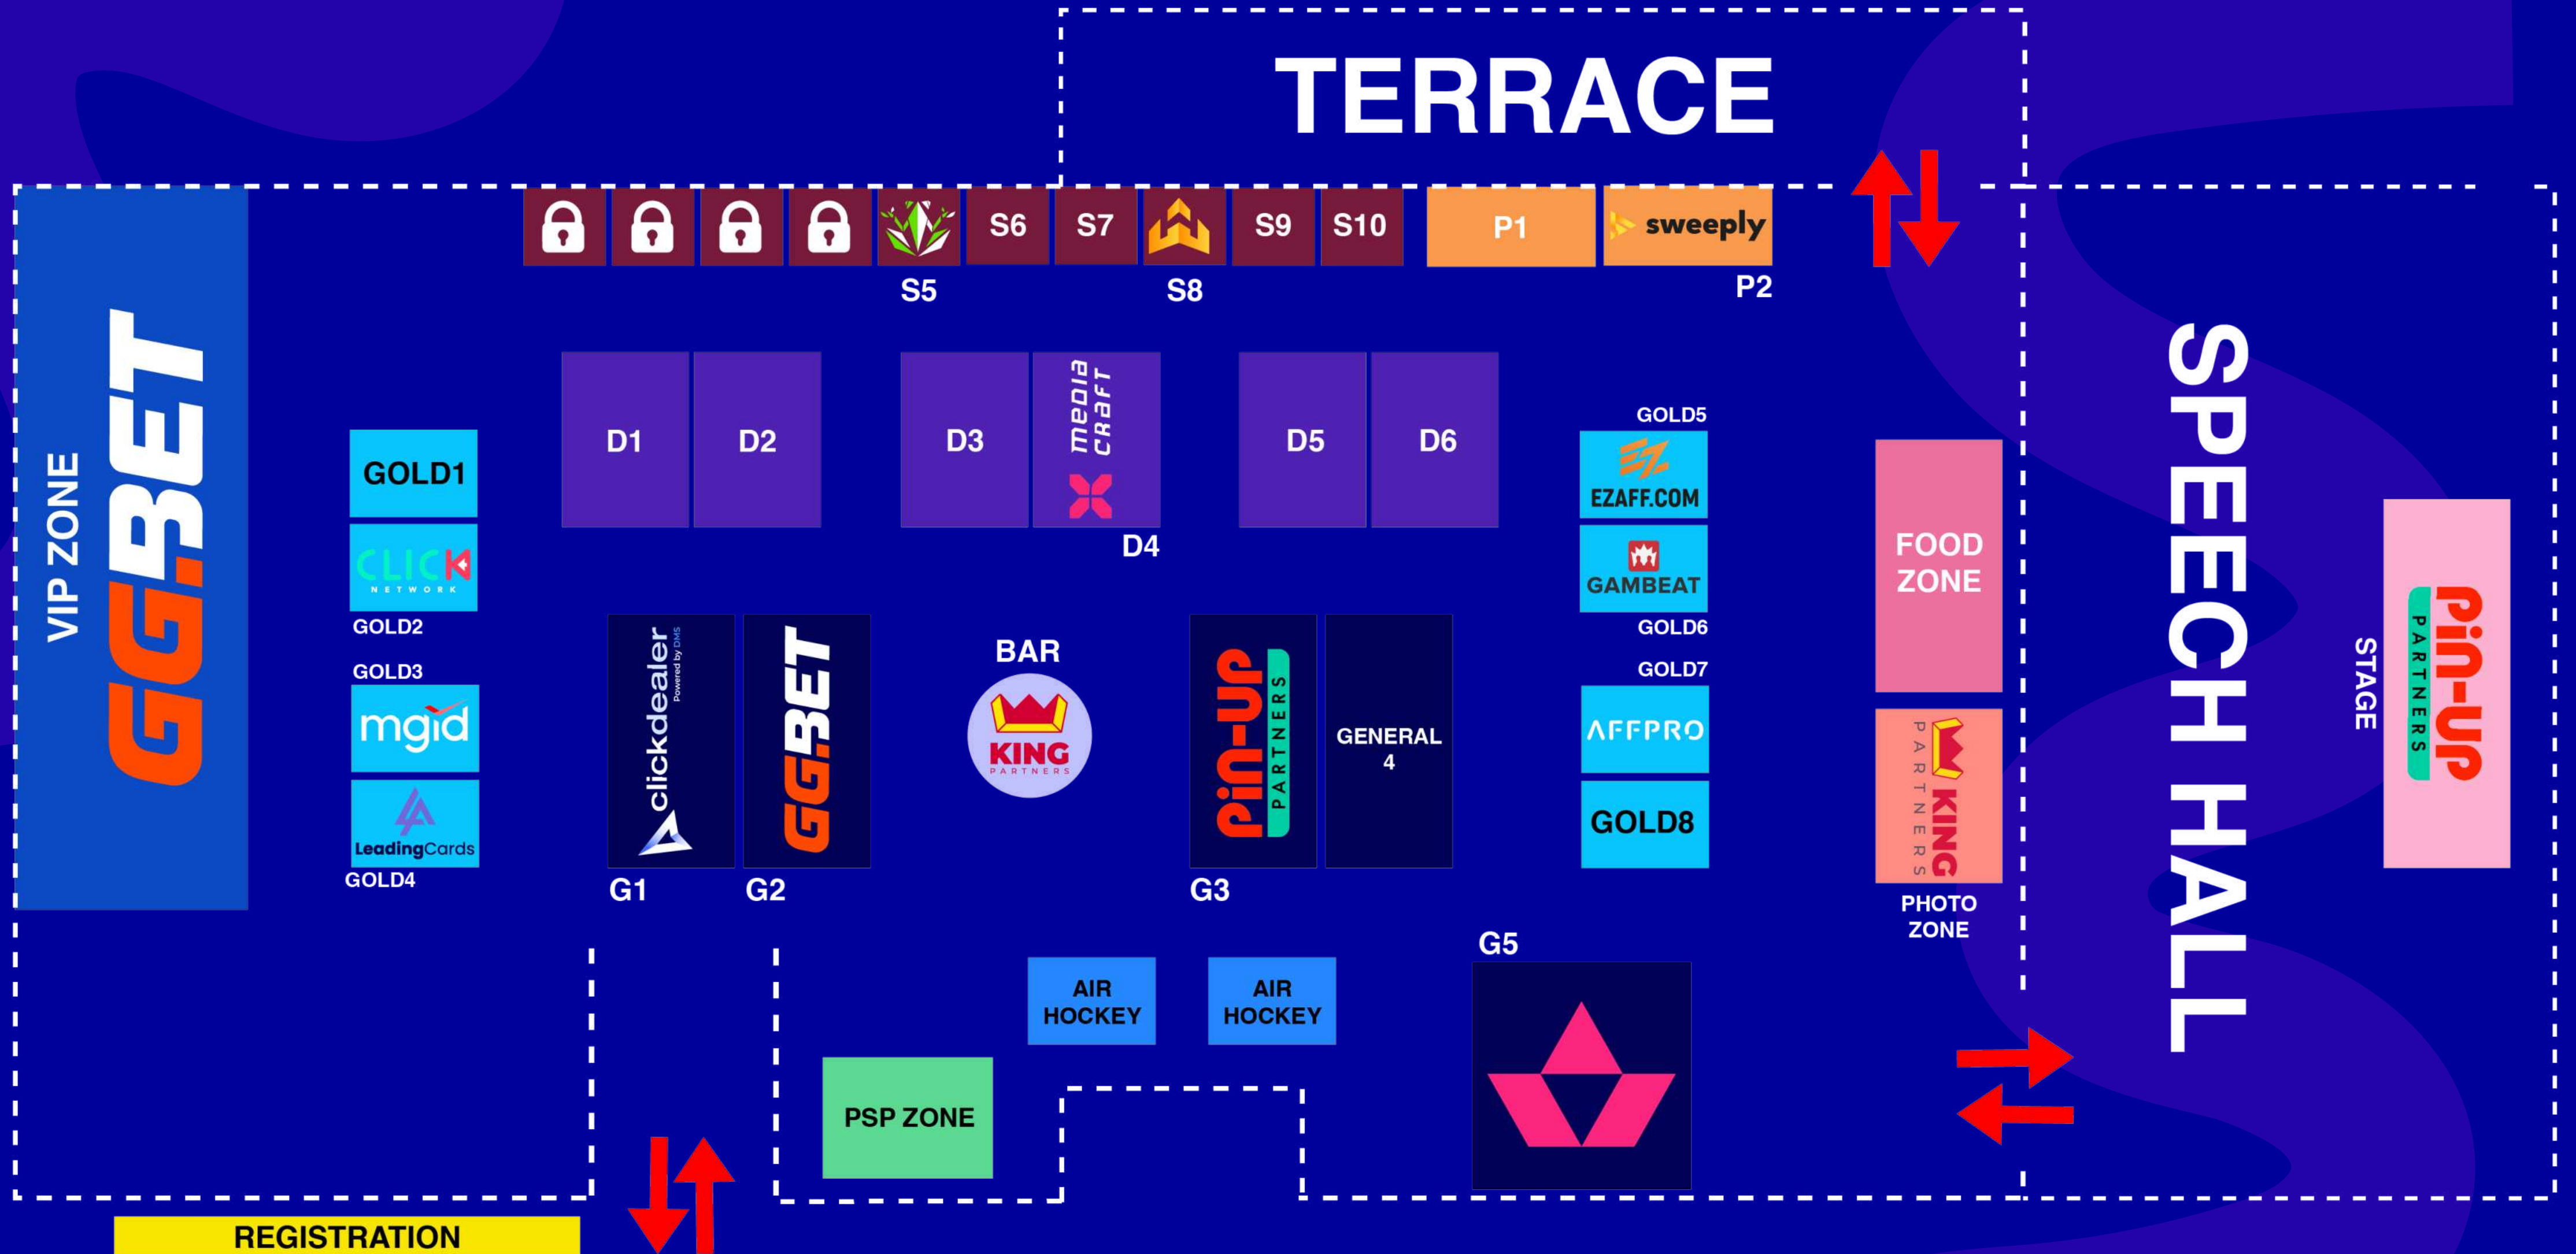 TERRACE
S6
S7
S9
S10
P1
sweeply
S5
S8
P2
VIP ZONE
GG.BET
GOLD1
CLICK
NETWORK
GOLD2
GOLD3
mgid
LeadingCards
GOLD4
D1
D2
D3
media
craft
D4
D5
D6
GOLD5
EZ
EZAFF.COM
GAMBEAT
GOLD6
GOLD7
AFFPRO
GOLD8
FOOD
ZONE
KING
PARTNERS
PHOTO
ZONE
SPEECH HALL
STAGE
PIN-UP
PARTNERS
clickdealer
Powered by DMS
G1
GG.BET
G2
BAR
KING
PARTNERS
PIN-UP
PARTNERS
G3
GENERAL
4
G5
AIR
HOCKEY
AIR
HOCKEY
PSP ZONE
REGISTRATION